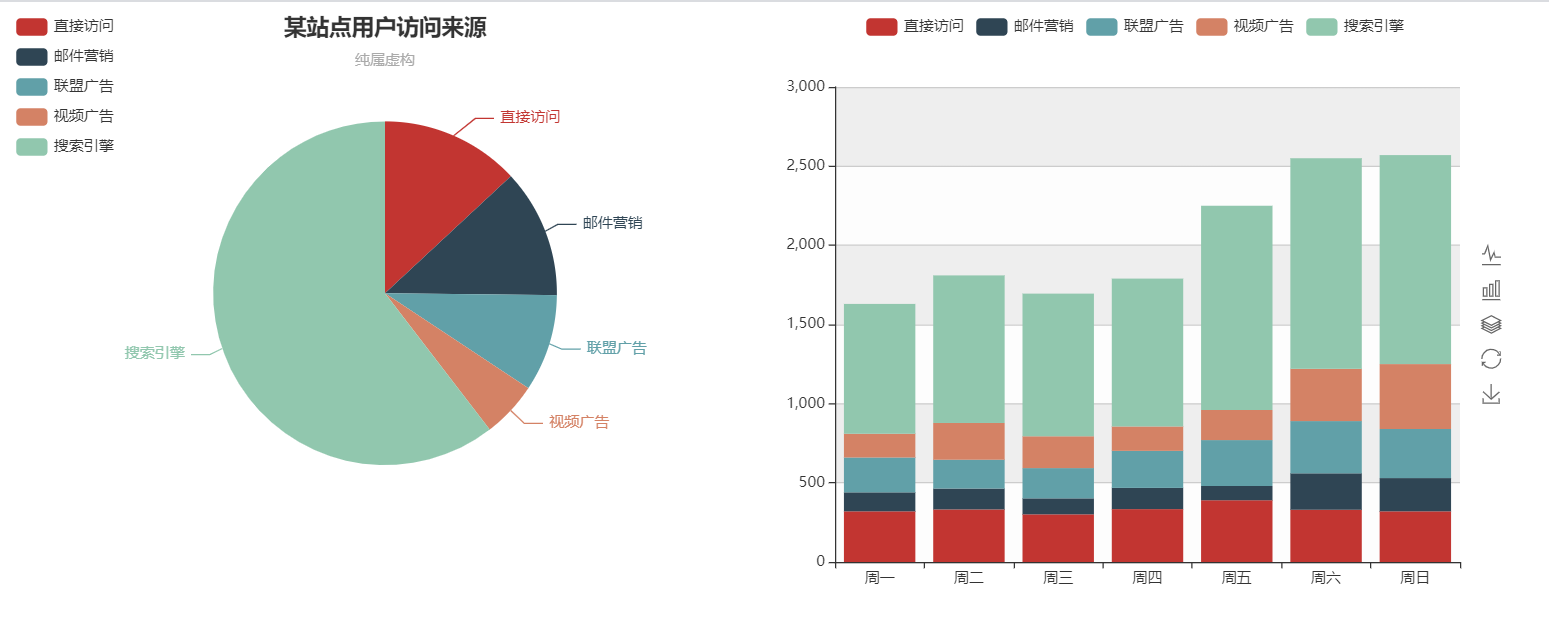 直接访问
邮件营销
联盟广告
视频广告
搜索引擎
某站点用户访问来源
纯属虚构
直接访问
邮件营销
联盟广告
视频广告
搜索引擎
直接访问 邮件营销 联盟广告 视频广告 搜索引擎
3,000
2,500
2,000
1,500
1,000
500
0
周一 周二 周三 周四 周五 周六 周日